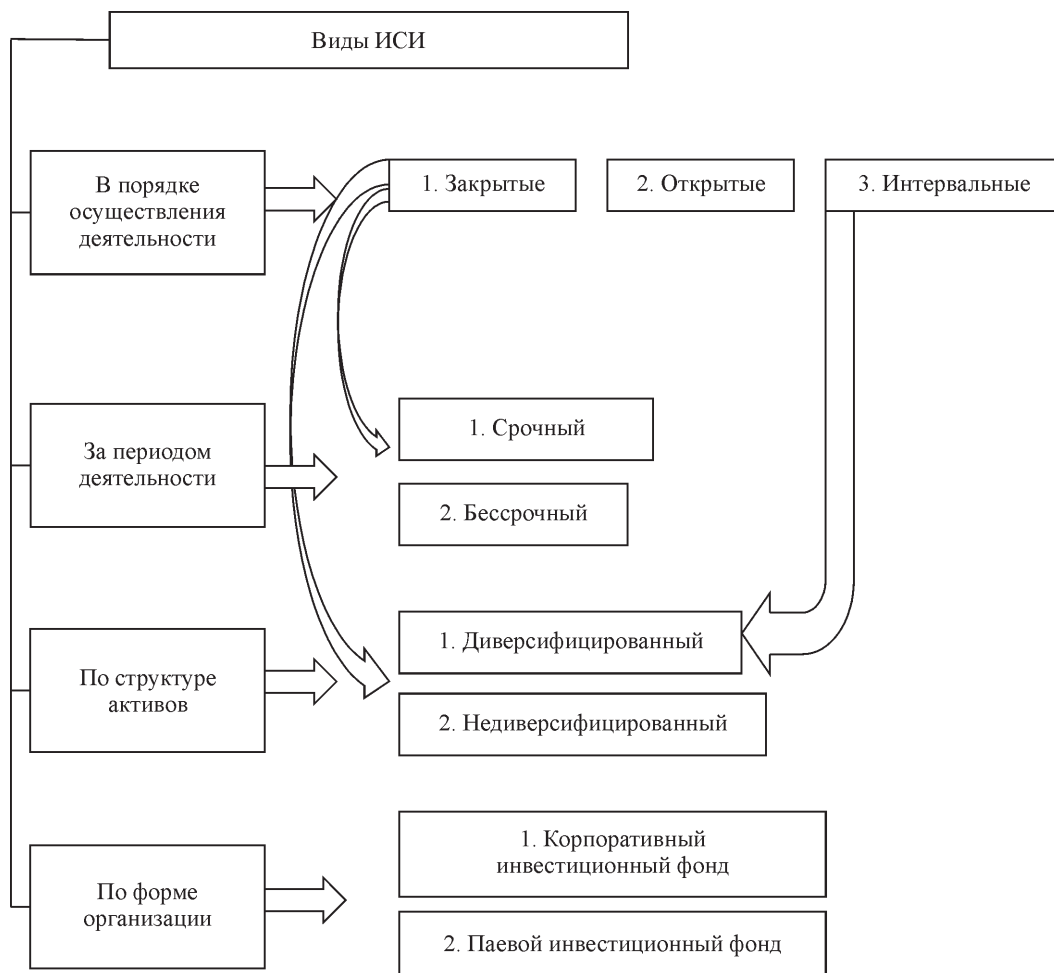 Виды ИСИ
В порядке
осуществления
деятельности
1. Закрытые
2. Открытые
3. Интервальные
За периодом
деятельности
1. Срочный
2. Бессрочный
По структуре
активов
1. Диверсифицированный
2. Недиверсифицированный
По форме
организации
1. Корпоративный
инвестиционный фонд
2. Паевой инвестиционный фонд